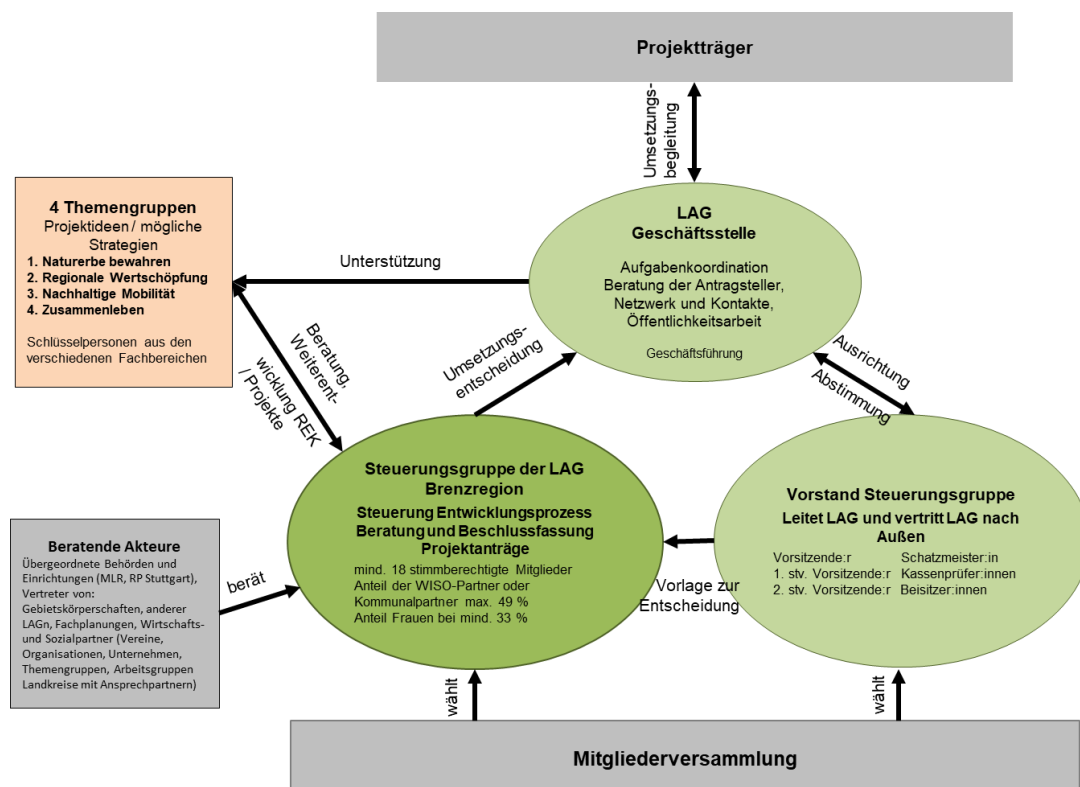 Projektträger
Umsetzungs-
begleitung
4 Themengruppen
Projektideen / mögliche
Strategien
1. Naturerbe bewahren
2. Regionale Wertschöpfung
3. Nachhaltige Mobilität
4. Zusammenleben
Schlüsselpersonen aus den
verschiedenen Fachbereichen
LAG
Geschäftsstelle
Aufgabenkoordination
Beratung der Antragsteller,
Netzwerk und Kontakte,
Öffentlichkeitsarbeit
Geschäftsführung
Unterstützung
Beratung,
Weiterent-
wicklung REK
/ Projekte
Umsetzungs-
entscheidung
Ausrichtung
Abstimmung
Steuerungsgruppe der LAG
Brenzregion
Steuerung Entwicklungsprozess
Beratung und Beschlussfassung
Projektanträge
mind. 18 stimmberechtigte Mitglieder
Anteil der WISO-Partner oder
Kommunalpartner max. 49 %
Anteil Frauen bei mind. 33 %
Vorstand Steuerungsgruppe
Leitet LAG und vertritt LAG nach
Außen
Vorsitzende:r Schatzmeister:in
1. stv. Vorsitzende:r Kassenprüfer:innen
2. stv. Vorsitzende:r Beisitzer:innen
Beratende Akteure
Übergeordnete Behörden und
Einrichtungen (MLR, RP Stuttgart),
Vertreter von:
Gebietskörperschaften, anderer
LAGn, Fachplanungen, Wirtschafts-
und Sozialpartner (Vereine,
Organisationen, Unternehmen,
Themengruppen, Arbeitsgruppen
Landkreise mit Ansprechpartnern)
berät
Vorlage zur
Entscheidung
wählt
wählt
Mitgliederversammlung